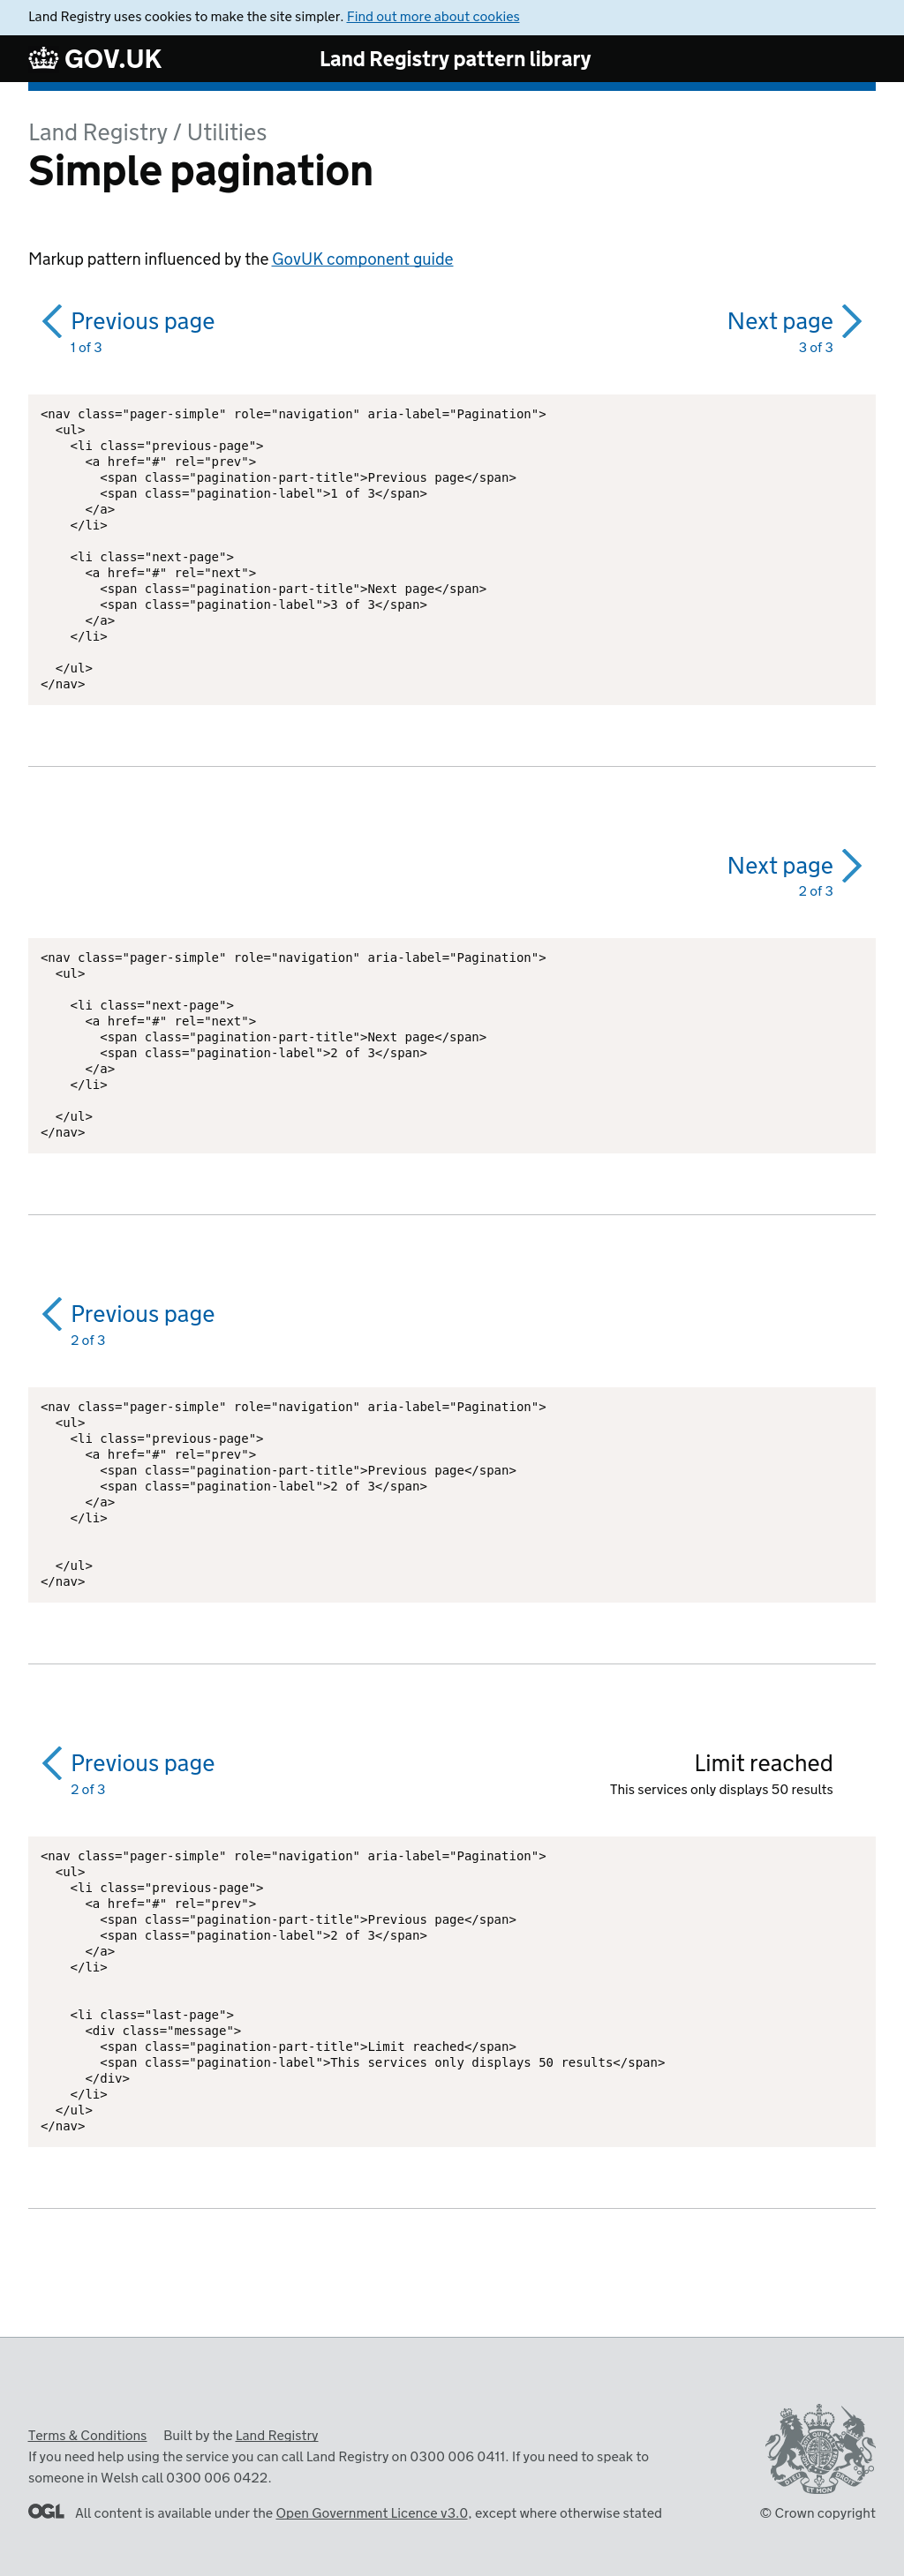 Land Registry uses cookies to make the site simpler. Find out more about cookies
GOV.UK
Land Registry pattern library
Land Registry / Utilities
Simple pagination
Markup pattern influenced by the GovUK component guide
Previous page
1 of 3
Next page
3 of 3
<nav class="pager-simple" role="navigation" aria-label="Pagination">
  <ul>
    <li class="previous-page">
      <a href="#" rel="prev">
        <span class="pagination-part-title">Previous page</span>
        <span class="pagination-label">1 of 3</span>
      </a>
    </li>
    <li class="next-page">
      <a href="#" rel="next">
        <span class="pagination-part-title">Next page</span>
        <span class="pagination-label">3 of 3</span>
      </a>
    </li>
  </ul>
</nav>
Next page
2 of 3
<nav class="pager-simple" role="navigation" aria-label="Pagination">
  <ul>
    <li class="next-page">
      <a href="#" rel="next">
        <span class="pagination-part-title">Next page</span>
        <span class="pagination-label">2 of 3</span>
      </a>
    </li>
  </ul>
</nav>
Previous page
2 of 3
<nav class="pager-simple" role="navigation" aria-label="Pagination">
  <ul>
    <li class="previous-page">
      <a href="#" rel="prev">
        <span class="pagination-part-title">Previous page</span>
        <span class="pagination-label">2 of 3</span>
      </a>
    </li>
  </ul>
</nav>
Previous page
2 of 3
Limit reached
This services only displays 50 results
<nav class="pager-simple" role="navigation" aria-label="Pagination">
  <ul>
    <li class="previous-page">
      <a href="#" rel="prev">
        <span class="pagination-part-title">Previous page</span>
        <span class="pagination-label">2 of 3</span>
      </a>
    </li>
    <li class="last-page">
      <div class="message">
        <span class="pagination-part-title">Limit reached</span>
        <span class="pagination-label">This services only displays 50 results</span>
      </div>
    </li>
  </ul>
</nav>
Terms & Conditions Built by the Land Registry
If you need help using the service you can call Land Registry on 0300 006 0411. If you need to speak to
someone in Welsh call 0300 006 0422.
OGL All content is available under the Open Government Licence v3.0, except where otherwise stated
© Crown copyright